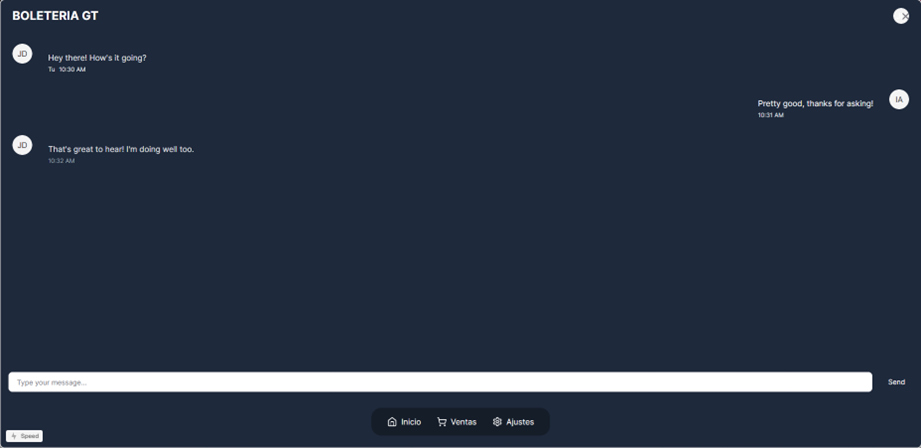 BOLETERIA GT
JD
Hey there! How's it going?
Tu 10:30 AM
Pretty good, thanks for asking!
IA
10:31 AM
JD
That's great to hear! I'm doing well too.
10:32 AM
Type your message...
Send
Inicio Ventas Ajustes
Speed